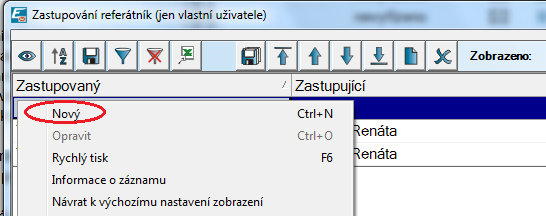 Zastupování referátník (jen vlastní uživatele)
Zobrazeno:
Zastupovaný
Zastupující
Nový Ctrl+N
Opravit Ctrl+O
Renáta
Rychlý tisk F6
Renáta
Informace o záznamu
Návrat k výchozímu nastavení zobrazení